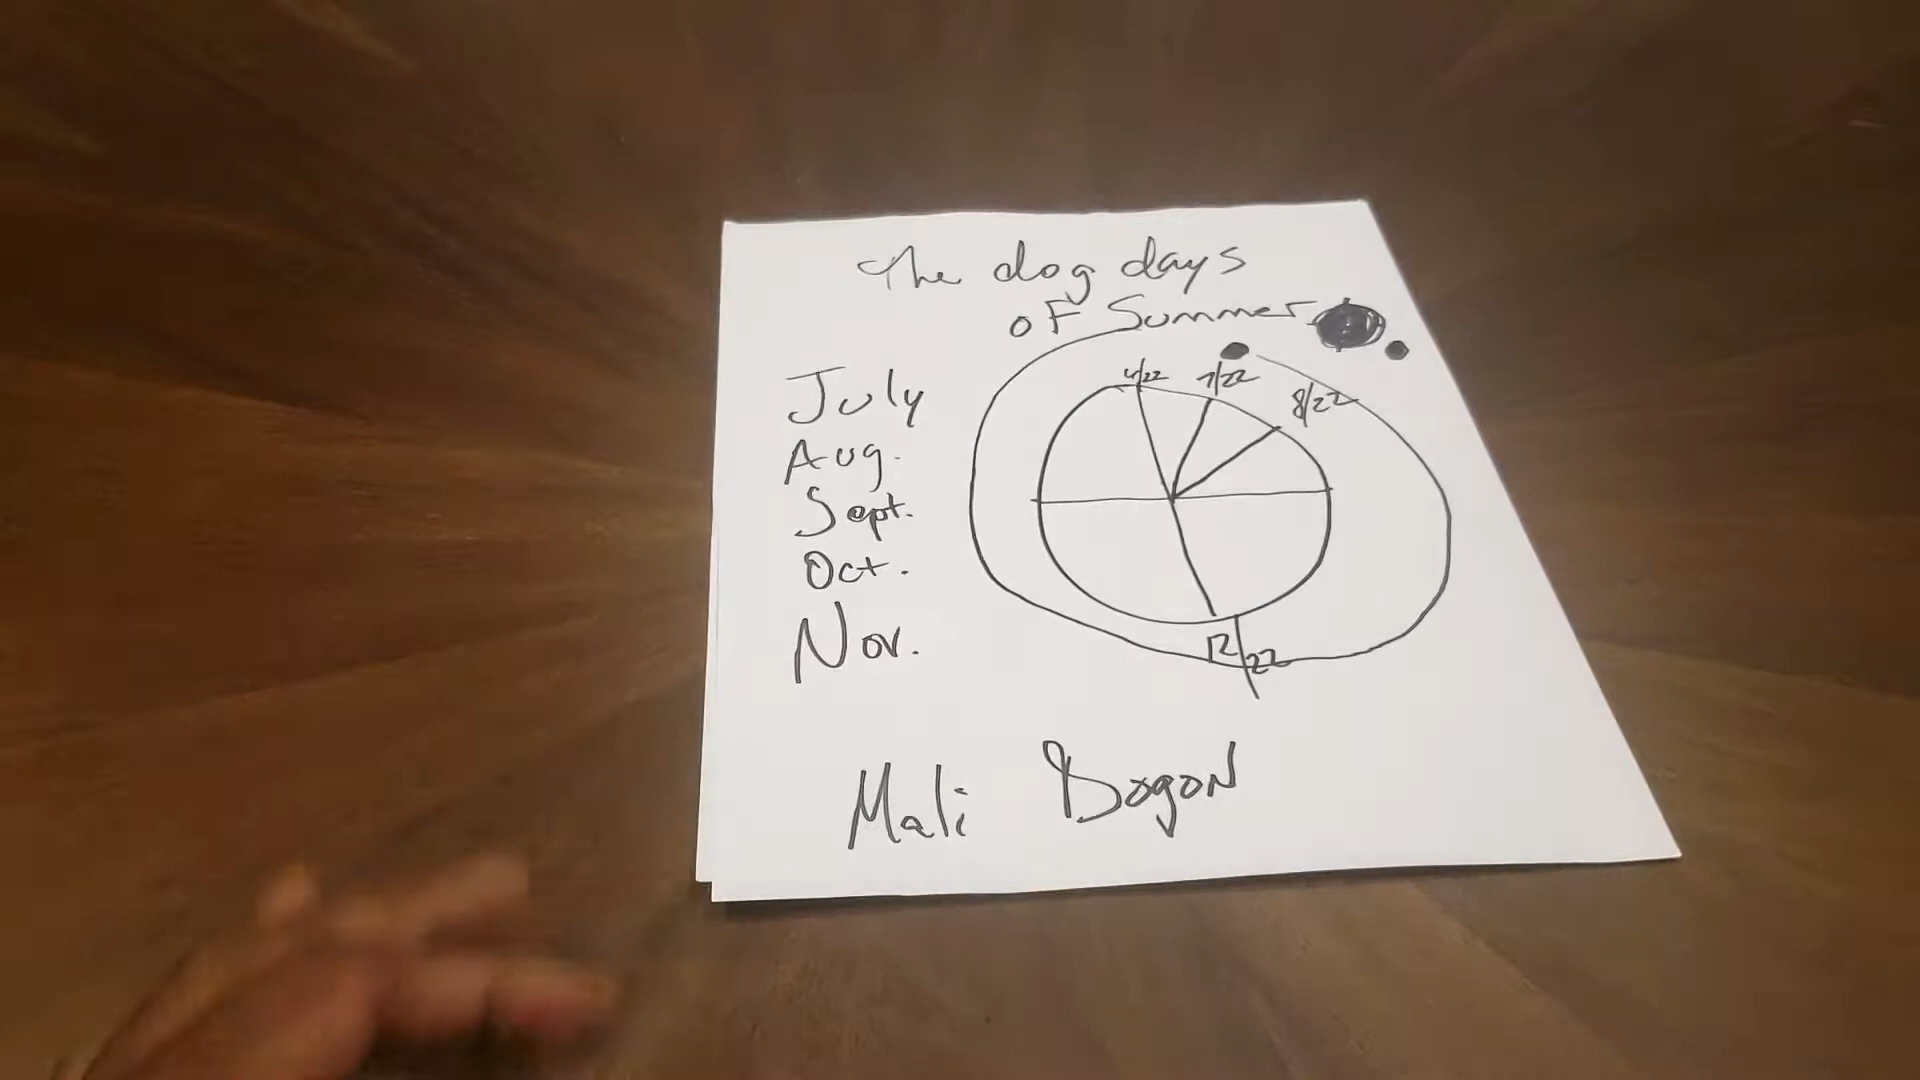 The dog days
of Summer
July
Aug.
Sept.
Oct.
Nov.
4/22
7/22
8/22
12/22
Mali Dogon